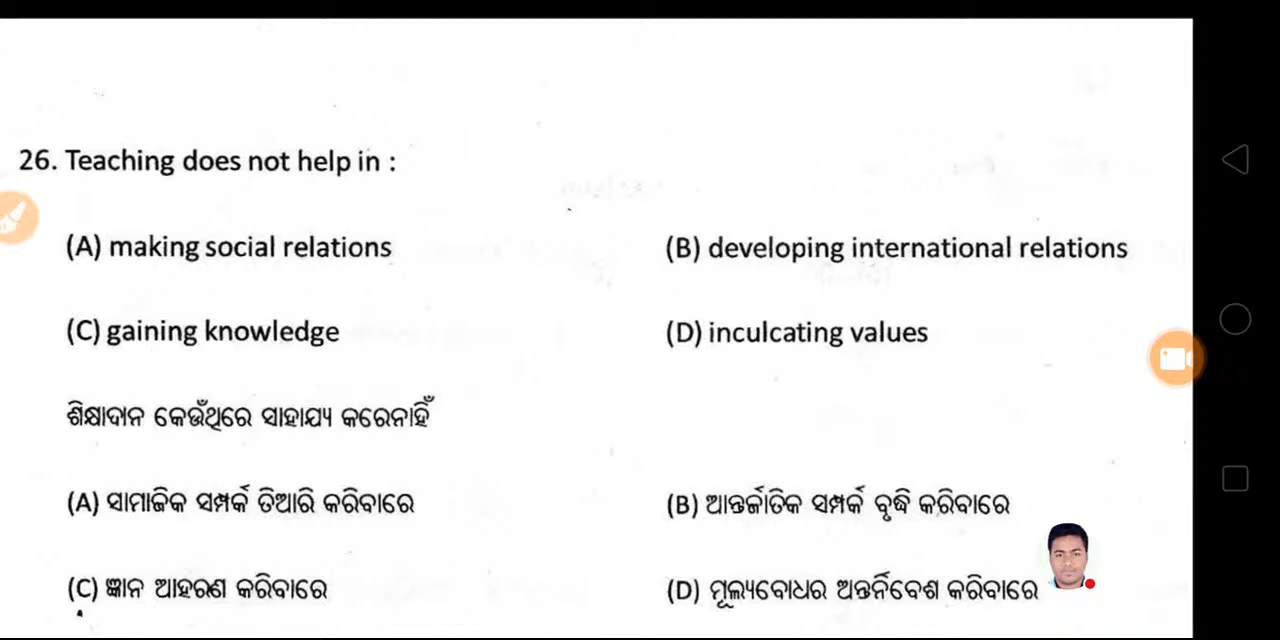 26. Teaching does not help in :
(A) making social relations (B) developing international relations
(C) gaining knowledge (D) inculcating values
ଶିକ୍ଷାଦାନ କେଉଁଥିରେ ସାହାଯ୍ୟ କରେନାହିଁ
(A) ସାମାଜିକ ସମ୍ପର୍କ ତିଆରି କରିବାରେ (B) ଆନ୍ତର୍ଜାତିକ ସମ୍ପର୍କ ବୃଦ୍ଧି କରିବାରେ
(C) ଜ୍ଞାନ ଆହରଣ କରିବାରେ (D) ମୂଲ୍ୟବୋଧର ଅନ୍ତର୍ନିବେଶ କରିବାରେ